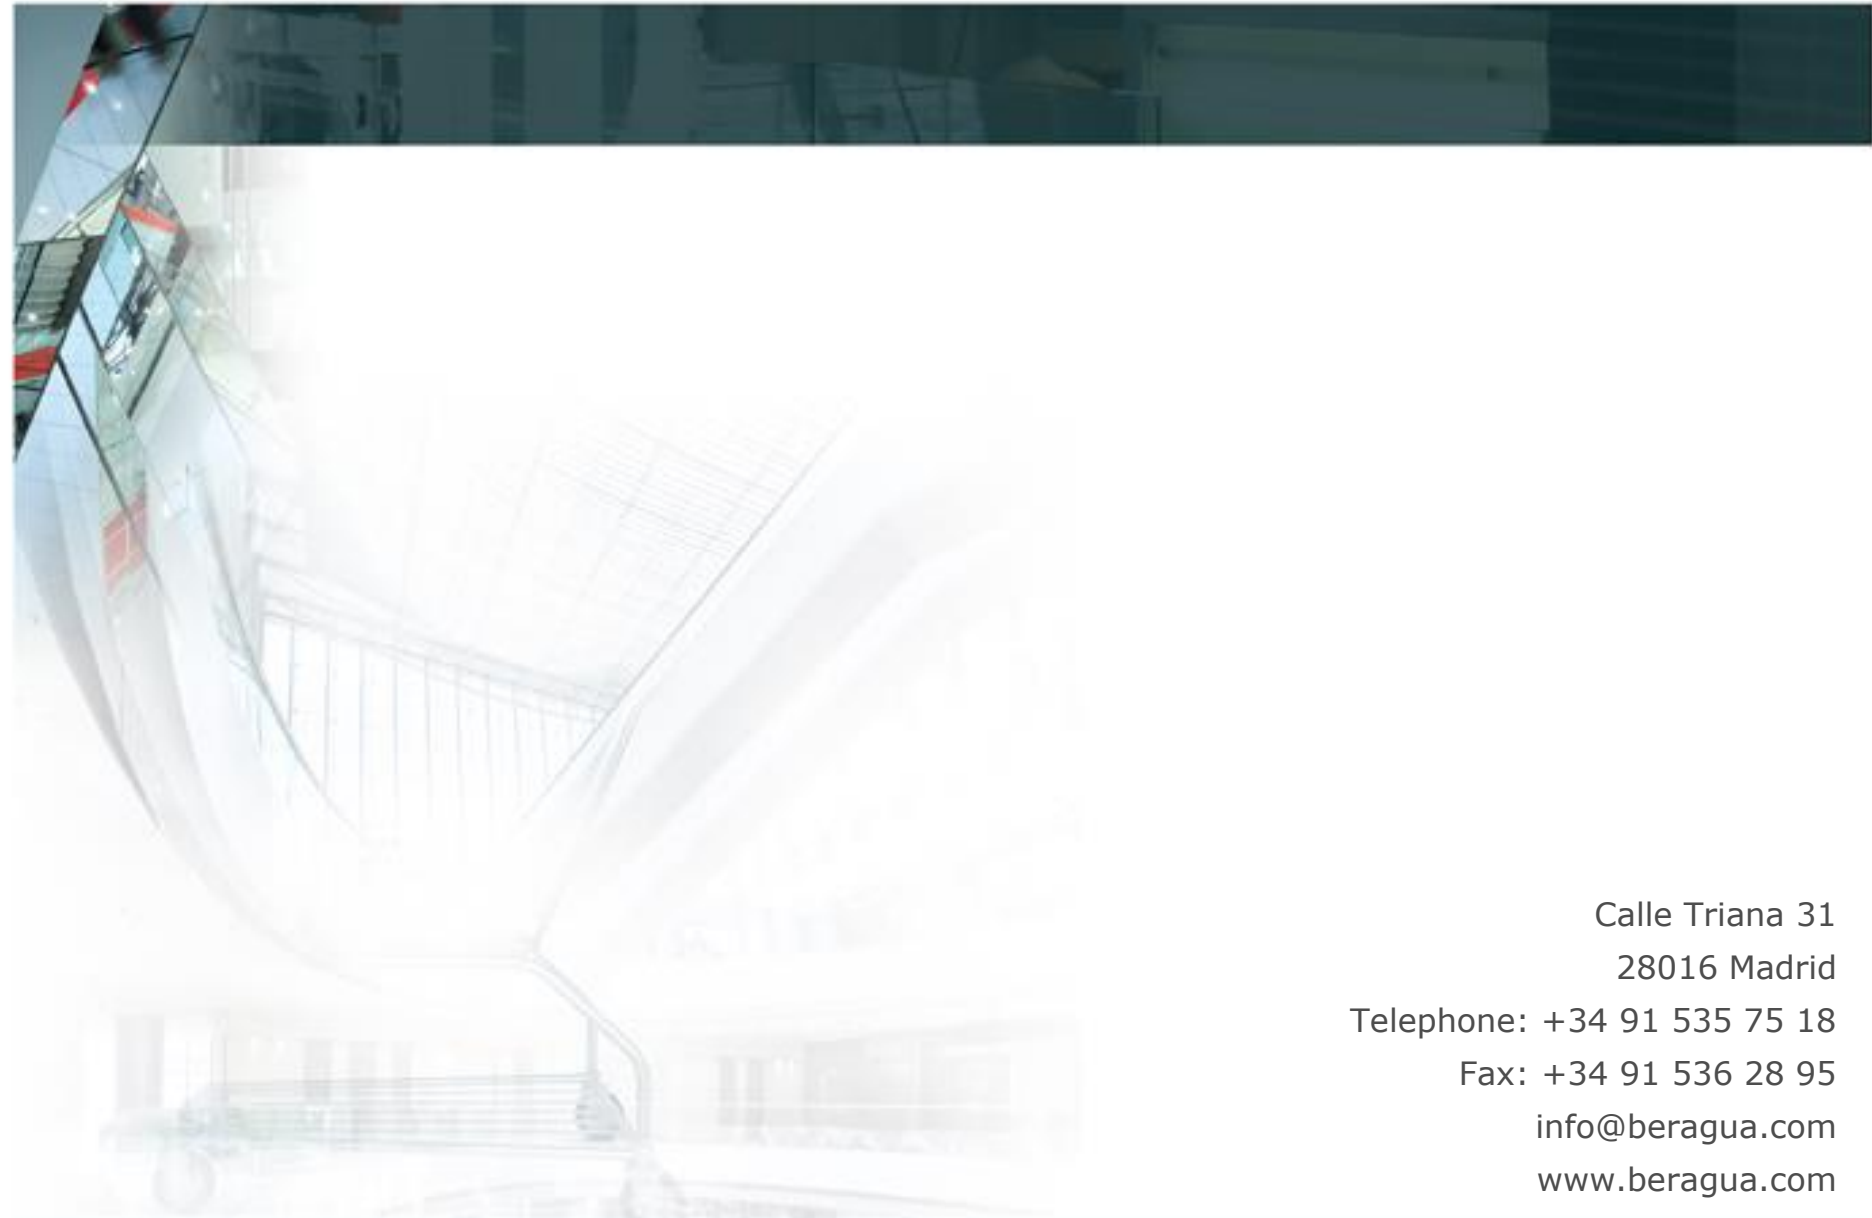 Calle Triana 31
28016 Madrid
Telephone: +34 91 535 75 18
Fax: +34 91 536 28 95
info@beragua.com
www.beragua.com